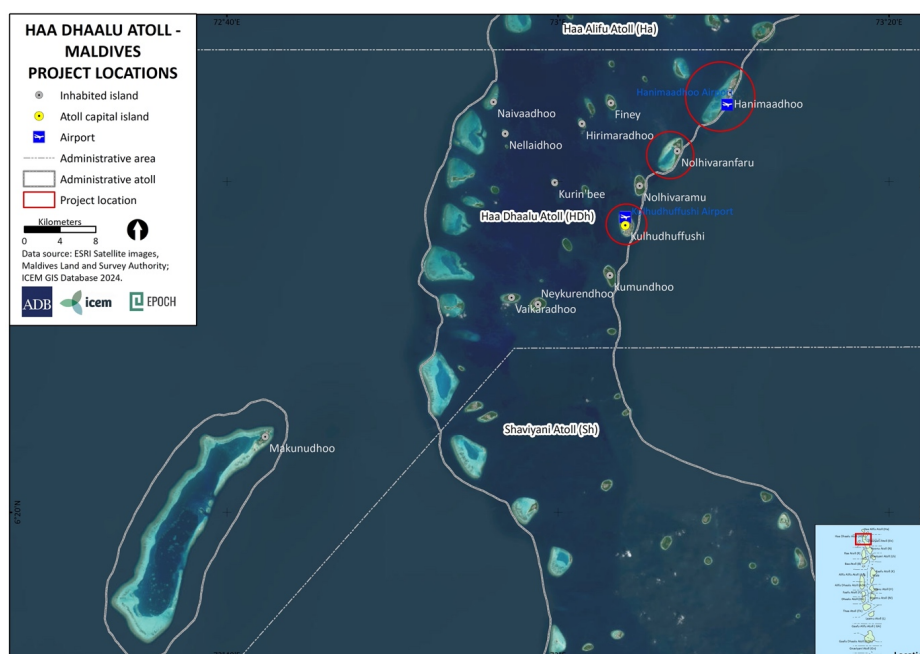 HAA DHAALU ATOLL -
MALDIVES
PROJECT LOCATIONS
Inhabited island
Atoll capital island
Airport
Administrative area
Administrative atoll
Project location
Kilometers
0 4 8
Data source: ESRI Satellite images,
Maldives Land and Survey Authority;
ICEM GIS Database 2024.
ADB icem EPOCH
72°40'E
73°20'E
Haa Alifu Atoll (Ha)
Hanimaadhoo Airport
Hanimaadhoo
Naivaadhoo
Finey
Hirimaradhoo
Nellaidhoo
Nolhivaranfaru
Kurin'bee
Nolhivaramu
Haa Dhaalu Atoll (HDh)
Kulhudhuffushi Airport
Kulhudhuffushi
Kumundhoo
Neykurendhoo
Vaikaradhoo
Shaviyani Atoll (Sh)
Makunudhoo
6°20'N